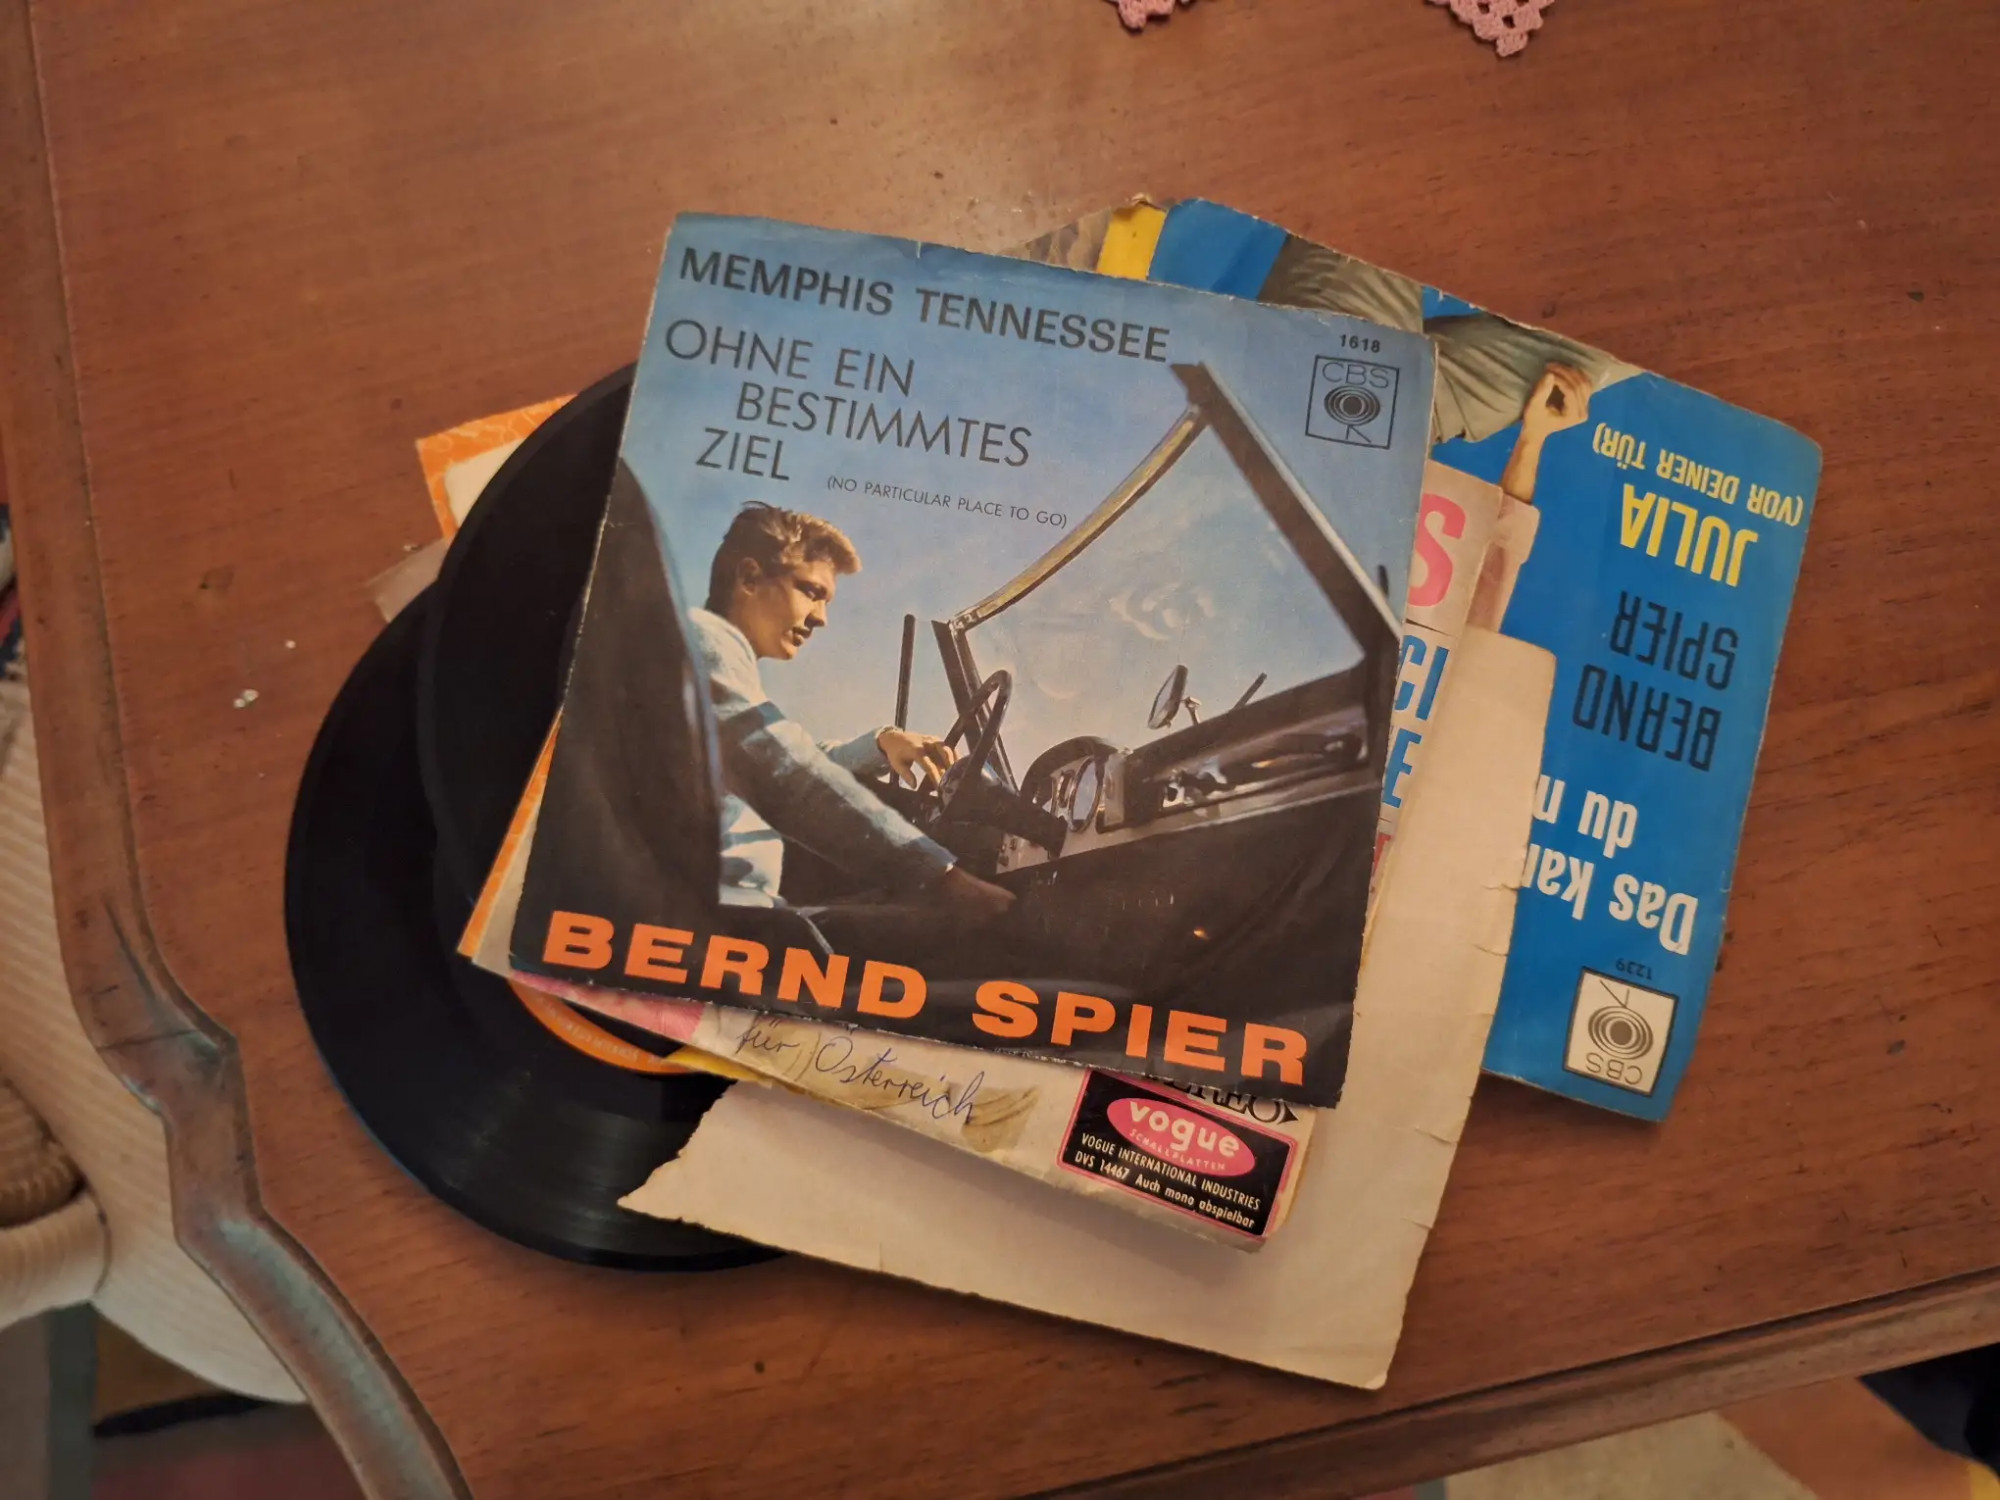 MEMPHIS TENNESSEE
OHNE EIN
BESTIMMTES
ZIEL
(NO PARTICULAR PLACE TO GO)
1618
CBS
BERND SPIER
für Österreich
vogue
SCHALLPLATTEN
VOGUE INTERNATIONAL INDUSTRIES
DVS 14467 Auch mono abspielbar
S
CI
E
CBS
1239
Das kan
du n
BERND
SPIER
JULIA
(VOR DEINER TÜR)